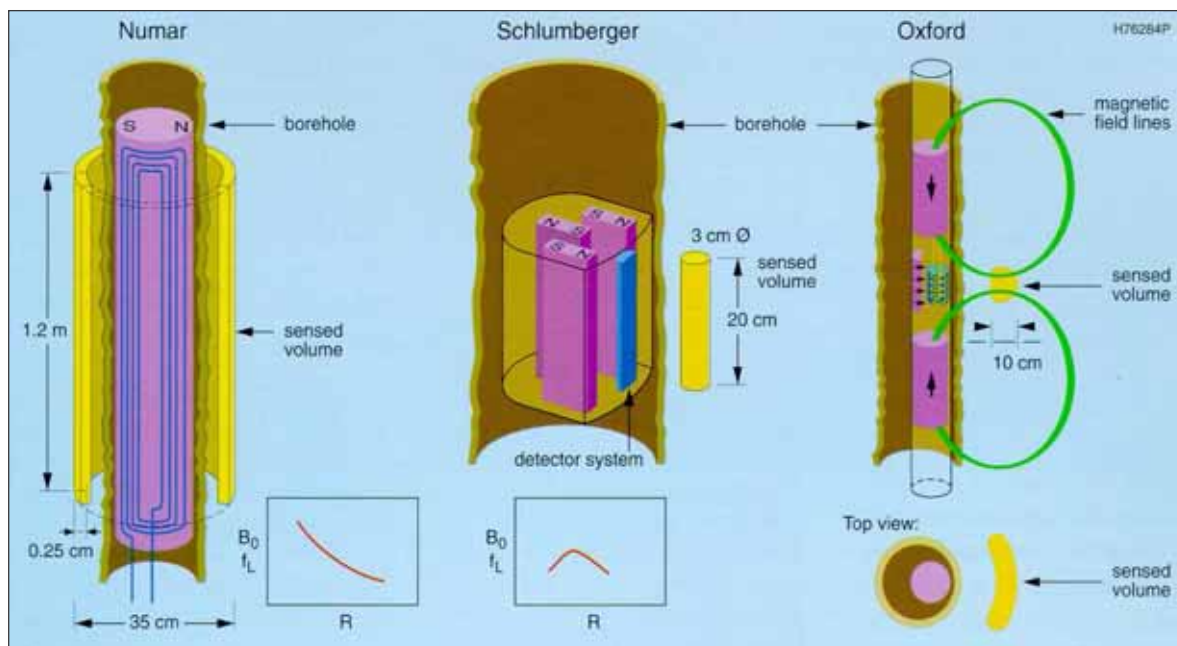 Numar
Schlumberger
Oxford
H76284P
S N
borehole
sensed
volume
1.2 m
0.25 cm
35 cm
B0
fL
R
borehole
S N
N S
S N
3 cm Ø
sensed
volume
20 cm
detector system
B0
fL
R
magnetic
field lines
sensed
volume
10 cm
Top view:
sensed
volume